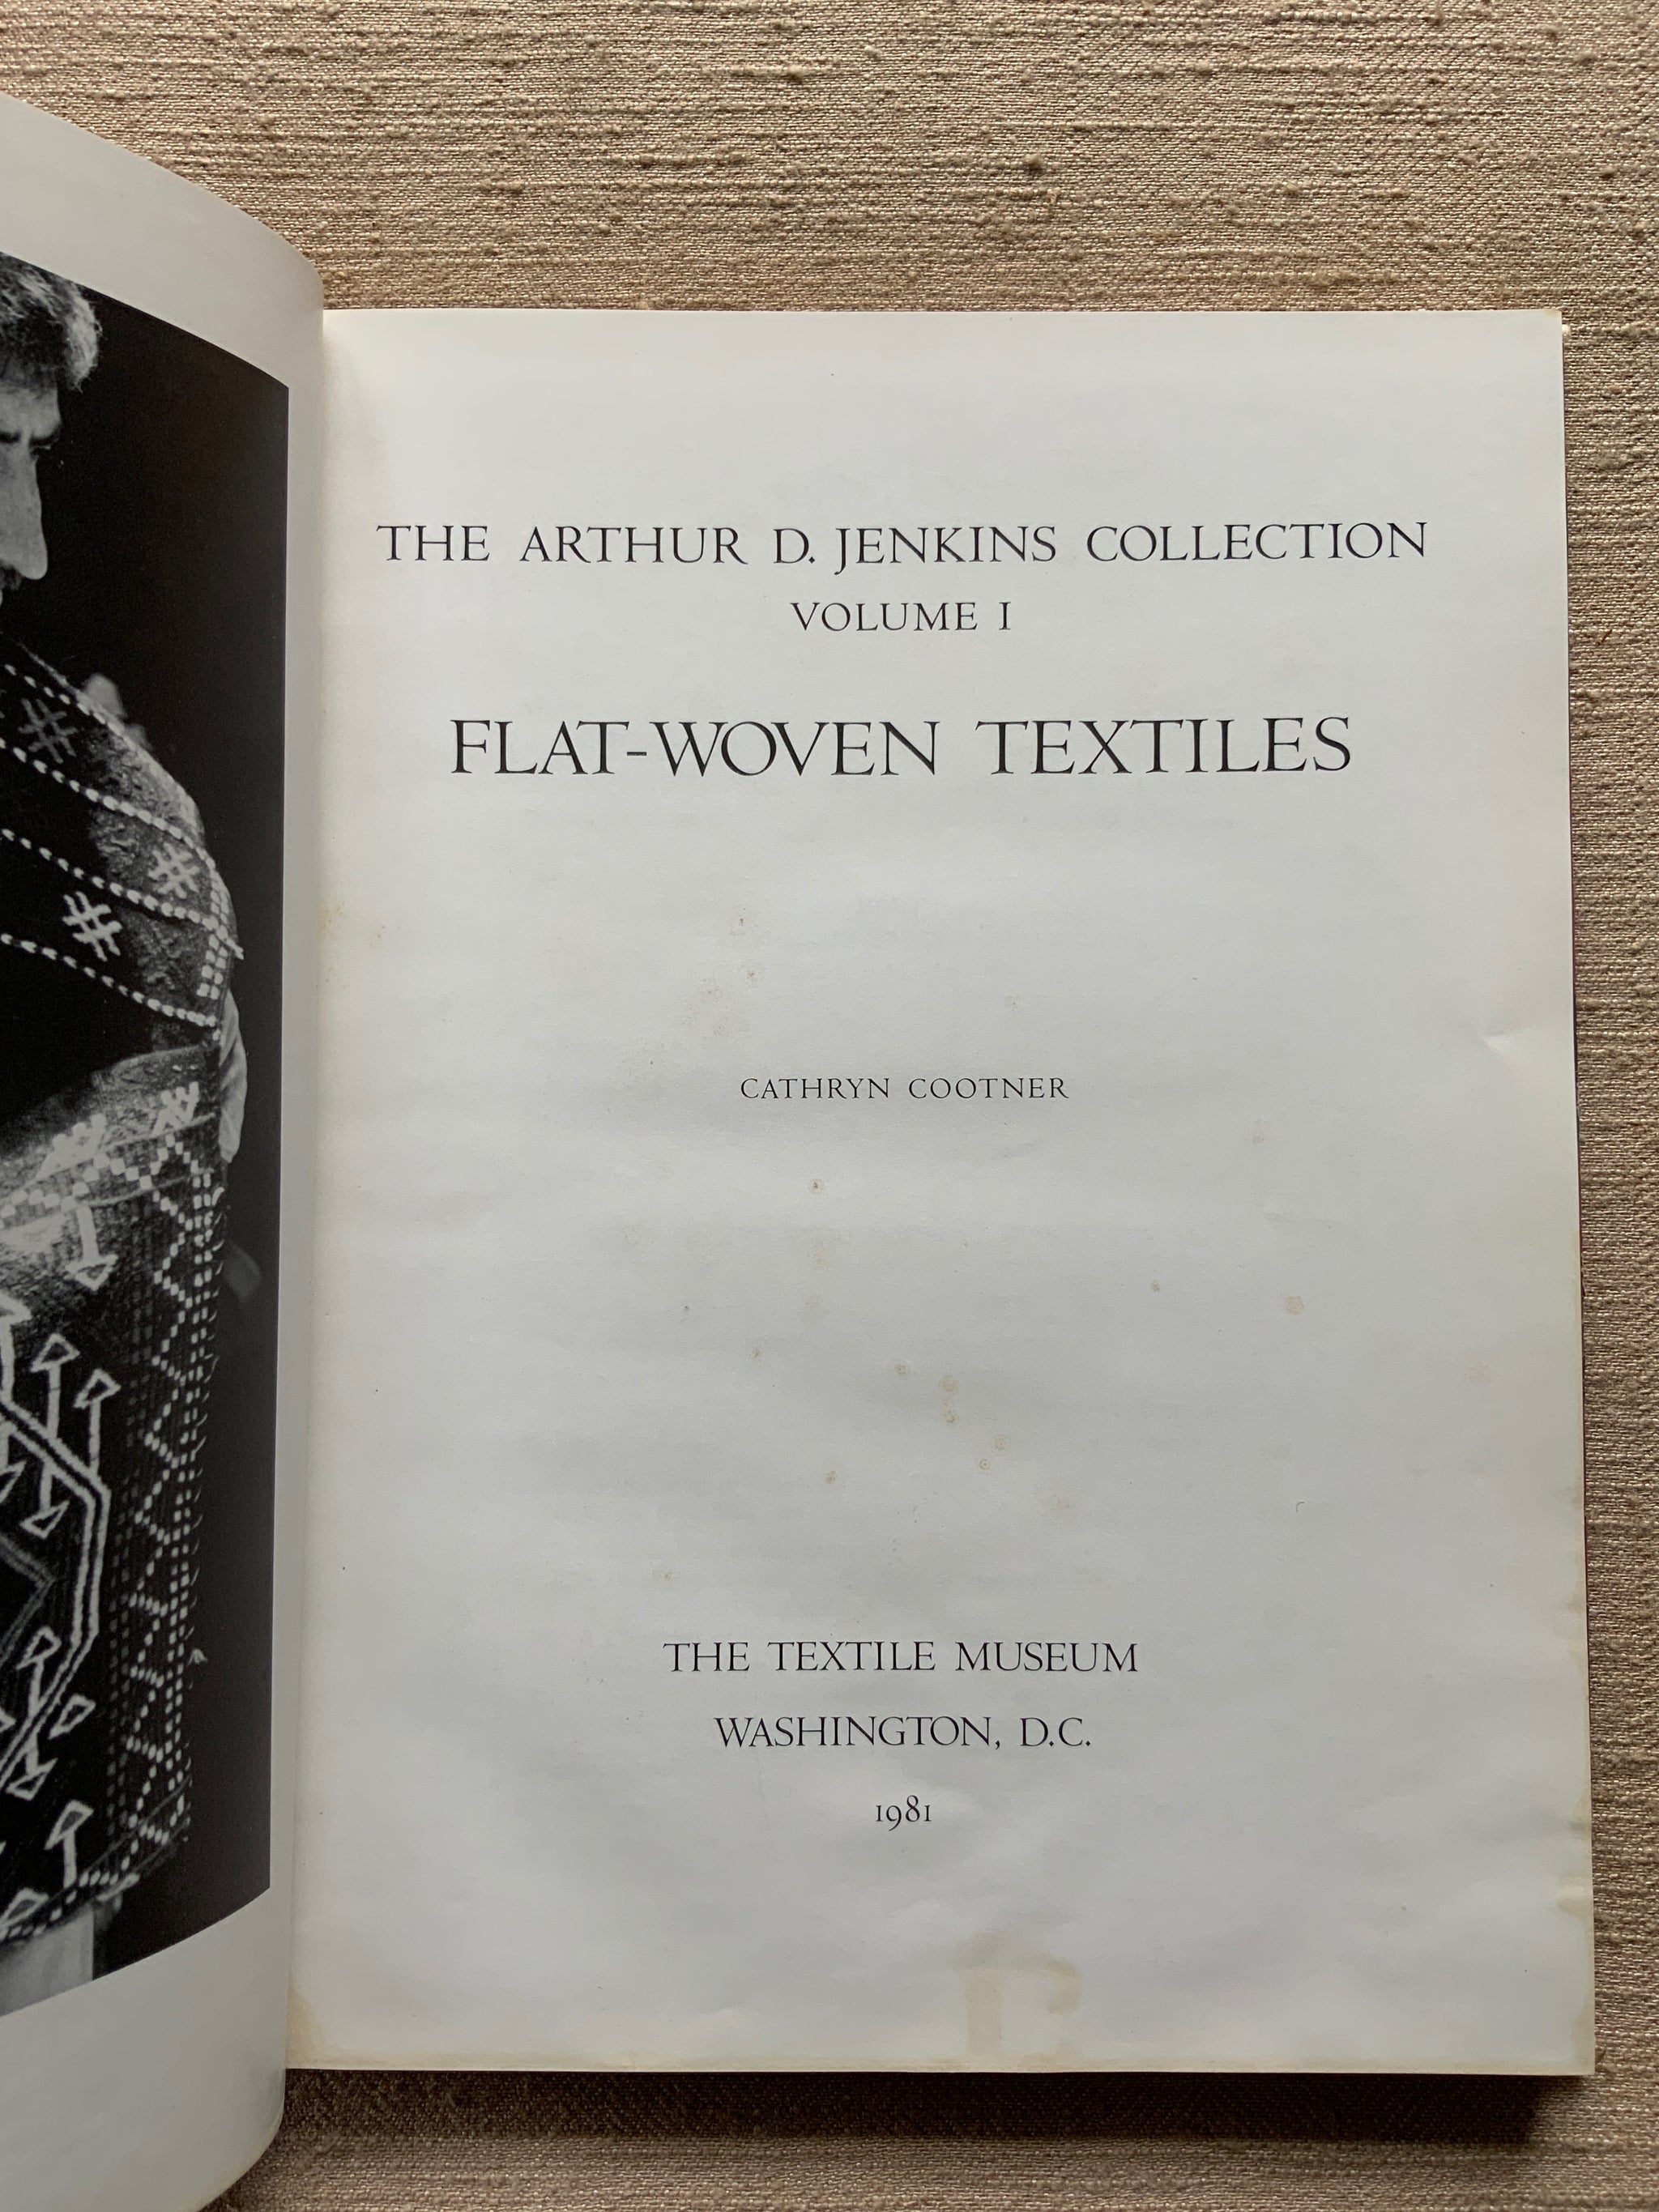 THE ARTHUR D. JENKINS COLLECTION
VOLUME I
FLAT-WOVEN TEXTILES
CATHRYN COOTNER
THE TEXTILE MUSEUM
WASHINGTON, D.C.
1981